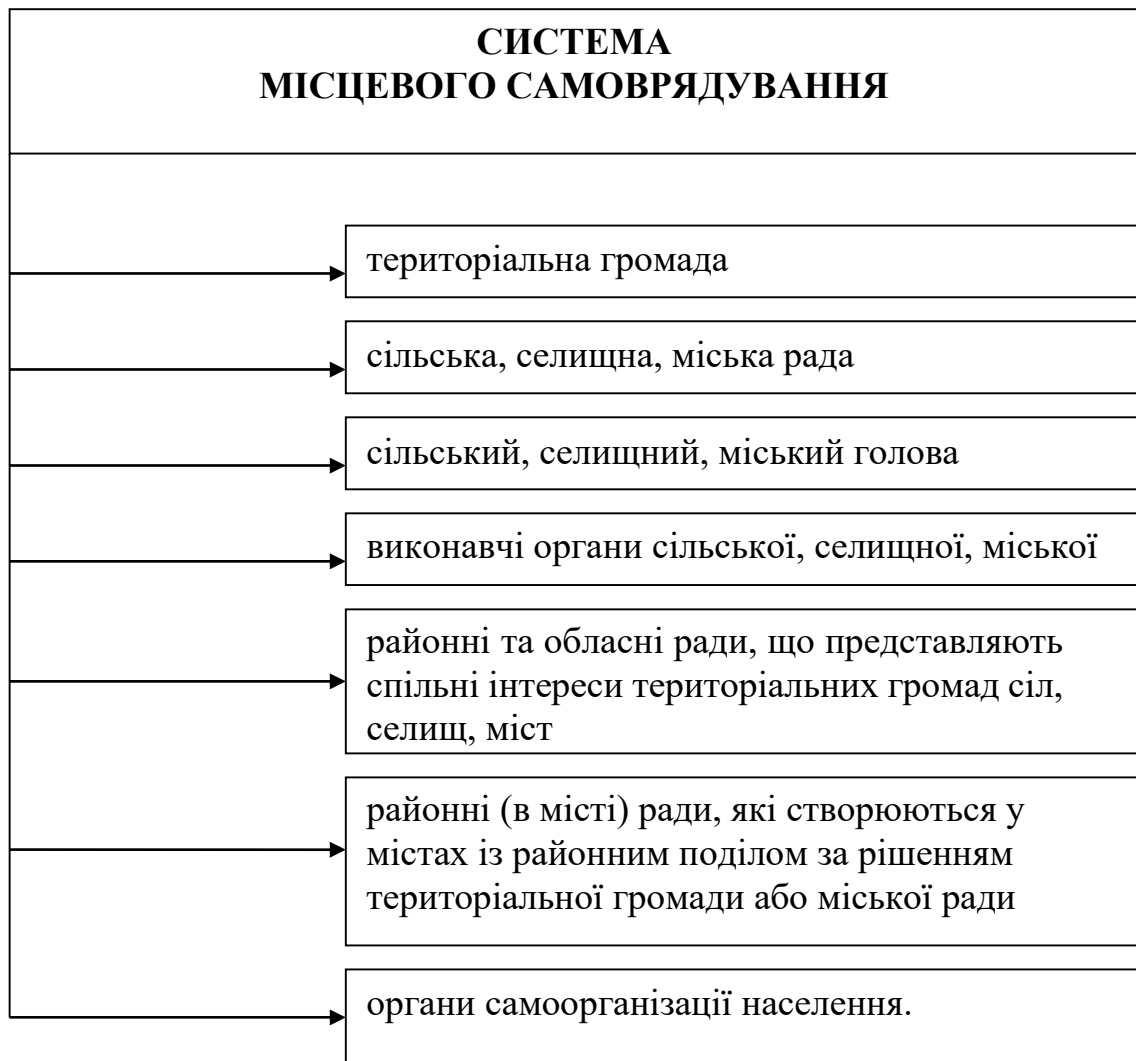 СИСТЕМА
МІСЦЕВОГО САМОВРЯДУВАННЯ
територіальна громада
сільська, селищна, міська рада
сільський, селищний, міський голова
виконавчі органи сільської, селищної, міської
районні та обласні ради, що представляють
спільні інтереси територіальних громад сіл,
селищ, міст
районні (в місті) ради, які створюються у
містах із районним поділом за рішенням
територіальної громади або міської ради
органи самоорганізації населення.